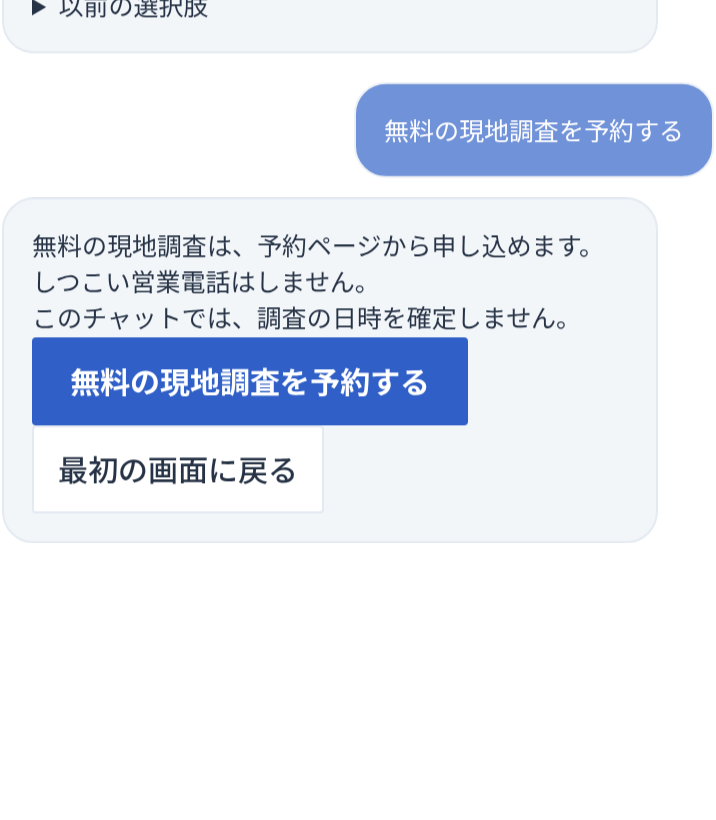 ▶ 以前の選択肢
無料の現地調査を予約する
無料の現地調査は、予約ページから申し込めます。
しつこい営業電話はしません。
このチャットでは、調査の日時を確定しません。
無料の現地調査を予約する
最初の画面に戻る